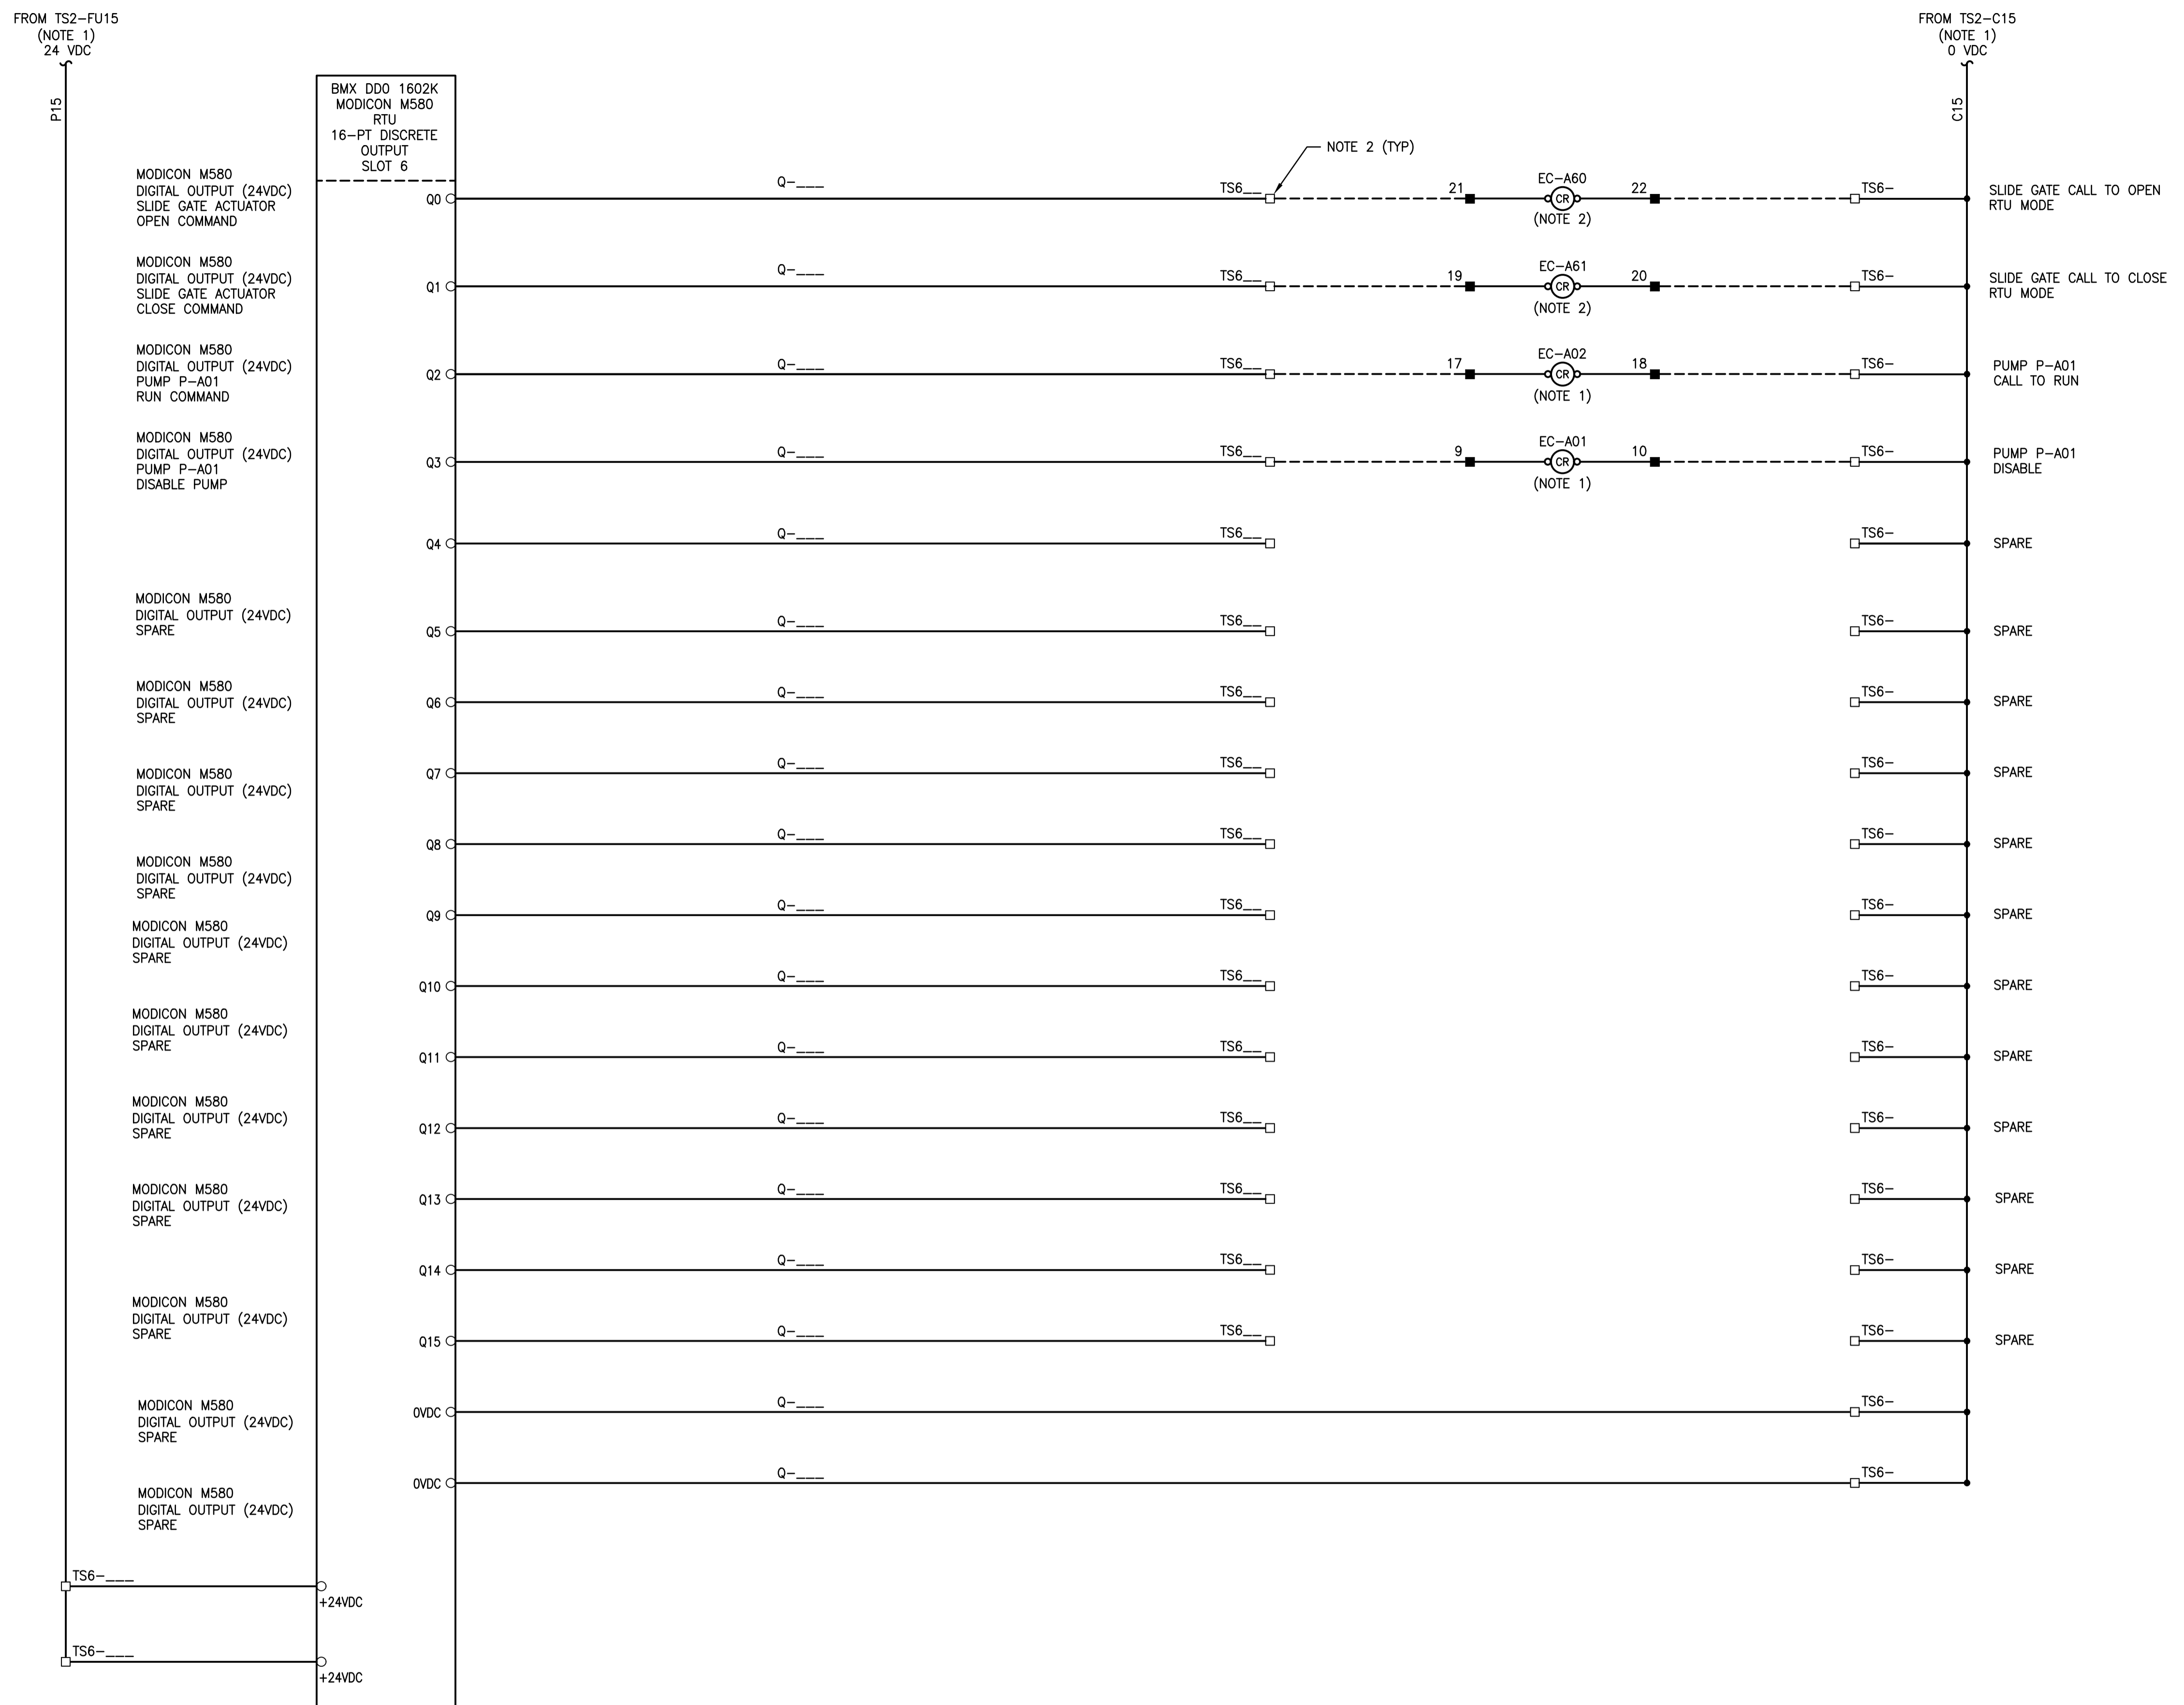 FROM TS2-FU15
(NOTE 1)
24 VDC
P15
FROM TS2-C15
(NOTE 1)
0 VDC
C15
BMX DDO 1602K
MODICON M580
RTU
16-PT DISCRETE
OUTPUT
SLOT 6
NOTE 2 (TYP)
MODICON M580
DIGITAL OUTPUT (24VDC)
SLIDE GATE ACTUATOR
OPEN COMMAND
Q0
Q-___
TS6__
21
EC-A60
CR
(NOTE 2)
22
TS6-
SLIDE GATE CALL TO OPEN
RTU MODE
MODICON M580
DIGITAL OUTPUT (24VDC)
SLIDE GATE ACTUATOR
CLOSE COMMAND
Q1
Q-___
TS6__
19
EC-A61
CR
(NOTE 2)
20
TS6-
SLIDE GATE CALL TO CLOSE
RTU MODE
MODICON M580
DIGITAL OUTPUT (24VDC)
PUMP P-A01
RUN COMMAND
Q2
Q-___
TS6__
17
EC-A02
CR
(NOTE 1)
18
TS6-
PUMP P-A01
CALL TO RUN
MODICON M580
DIGITAL OUTPUT (24VDC)
PUMP P-A01
DISABLE PUMP
Q3
Q-___
TS6__
9
EC-A01
CR
(NOTE 1)
10
TS6-
PUMP P-A01
DISABLE
Q4
Q-___
TS6__
TS6-
SPARE
MODICON M580
DIGITAL OUTPUT (24VDC)
SPARE
Q5
Q-___
TS6__
TS6-
SPARE
MODICON M580
DIGITAL OUTPUT (24VDC)
SPARE
Q6
Q-___
TS6__
TS6-
SPARE
MODICON M580
DIGITAL OUTPUT (24VDC)
SPARE
Q7
Q-___
TS6__
TS6-
SPARE
Q8
Q-___
TS6__
TS6-
SPARE
MODICON M580
DIGITAL OUTPUT (24VDC)
SPARE
Q9
Q-___
TS6__
TS6-
SPARE
MODICON M580
DIGITAL OUTPUT (24VDC)
SPARE
Q10
Q-___
TS6__
TS6-
SPARE
MODICON M580
DIGITAL OUTPUT (24VDC)
SPARE
Q11
Q-___
TS6__
TS6-
SPARE
MODICON M580
DIGITAL OUTPUT (24VDC)
SPARE
Q12
Q-___
TS6__
TS6-
SPARE
MODICON M580
DIGITAL OUTPUT (24VDC)
SPARE
Q13
Q-___
TS6__
TS6-
SPARE
Q14
Q-___
TS6__
TS6-
SPARE
MODICON M580
DIGITAL OUTPUT (24VDC)
SPARE
Q15
Q-___
TS6__
TS6-
SPARE
MODICON M580
DIGITAL OUTPUT (24VDC)
SPARE
0VDC
Q-___
TS6-
0VDC
Q-___
TS6-
MODICON M580
DIGITAL OUTPUT (24VDC)
SPARE
TS6-___
+24VDC
TS6-___
+24VDC